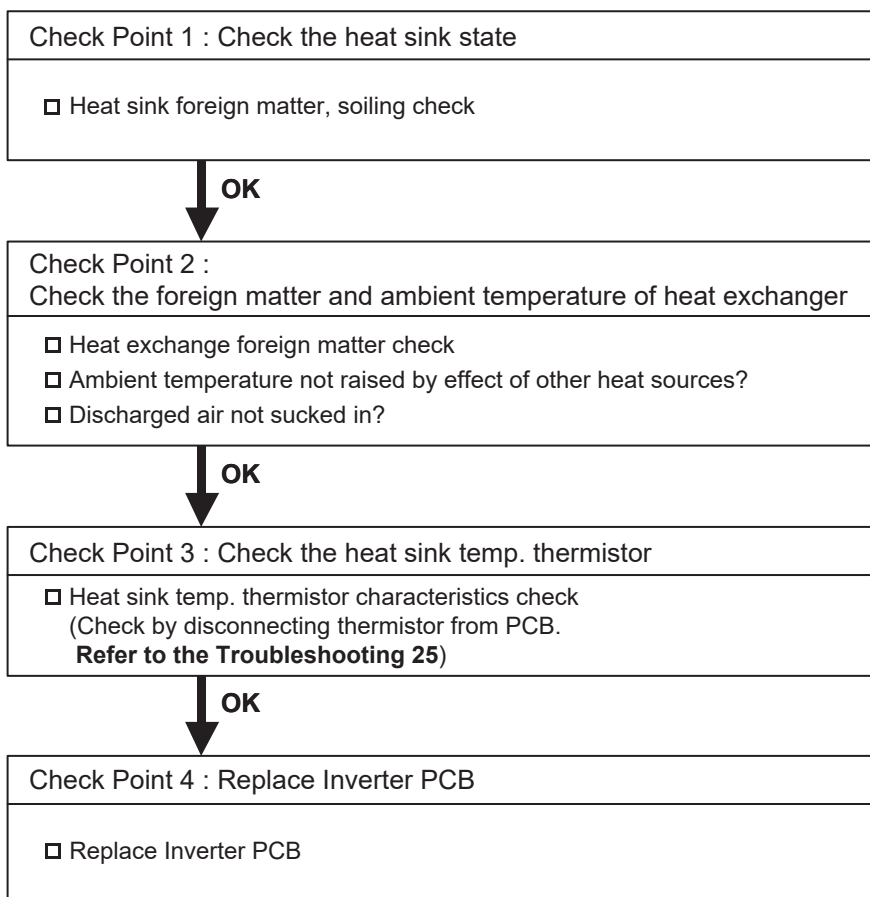 Check Point 1 : Check the heat sink state
Heat sink foreign matter, soiling check
OK
Check Point 2 :
Check the foreign matter and ambient temperature of heat exchanger
Heat exchange foreign matter check
Ambient temperature not raised by effect of other heat sources?
Discharged air not sucked in?
OK
Check Point 3 : Check the heat sink temp. thermistor
Heat sink temp. thermistor characteristics check
(Check by disconnecting thermistor from PCB.
Refer to the Troubleshooting 25)
OK
Check Point 4 : Replace Inverter PCB
Replace Inverter PCB